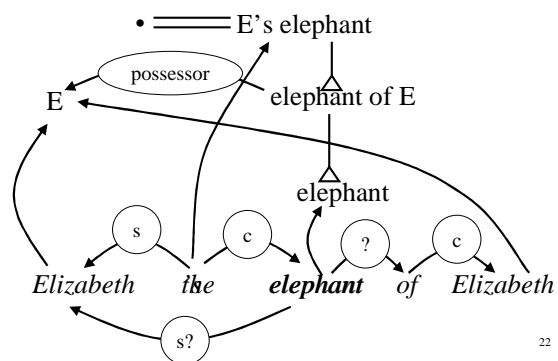 • E's elephant
possessor
E
elephant of E
elephant
s
c
?
c
Elizabeth elephant of Elizabeth
s?
22